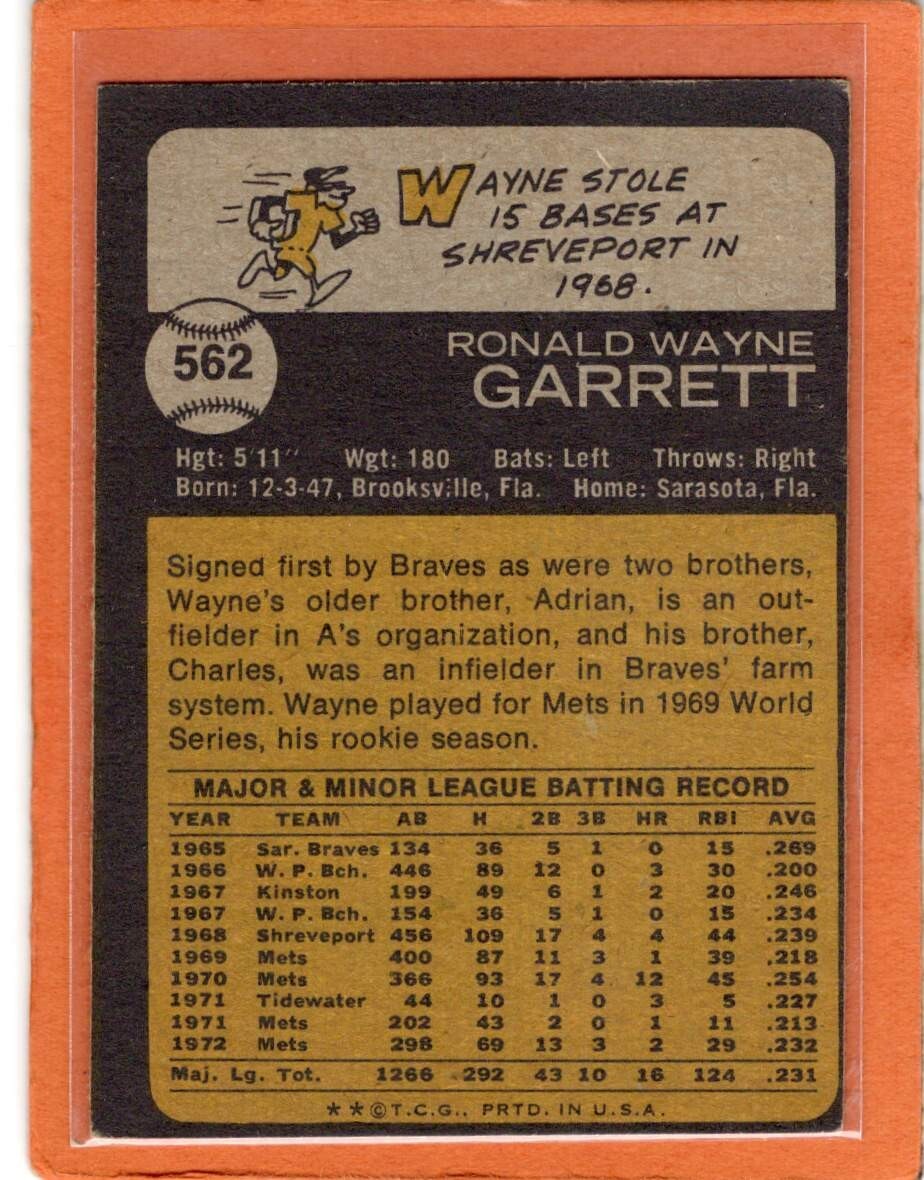 WAYNE STOLE
15 BASES AT
SHREVEPORT IN
1968.
562
RONALD WAYNE
GARRETT
Hgt: 5'11" Wgt: 180 Bats: Left Throws: Right
Born: 12-3-47, Brooksville, Fla. Home: Sarasota, Fla.
Signed first by Braves as were two brothers,
Wayne's older brother, Adrian, is an out-
fielder in A's organization, and his brother,
Charles, was an infielder in Braves' farm
system. Wayne played for Mets in 1969 World
Series, his rookie season.
MAJOR & MINOR LEAGUE BATTING RECORD
YEAR TEAM AB H 2B 3B HR RBI AVG
1965 Sar. Braves 134 36 5 1 0 15 .269
1966 W. P. Bch. 446 89 12 0 3 30 .200
1967 Kinston 199 49 6 1 2 20 .246
1967 W. P. Bch. 154 36 5 1 0 15 .234
1968 Shreveport 456 109 17 4 4 44 .239
1969 Mets 400 87 11 3 1 39 .218
1970 Mets 366 93 17 4 12 45 .254
1971 Tidewater 44 10 1 0 3 5 .227
1971 Mets 202 43 2 0 1 11 .213
1972 Mets 298 69 13 3 2 29 .232
Maj. Lg. Tot. 1266 292 43 10 16 124 .231
**©T.C.G., PRTD. IN U.S.A.